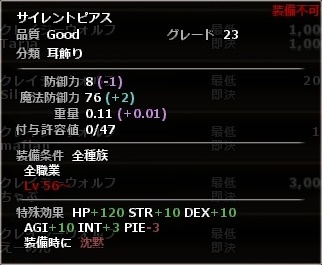 装備不可
サイレントピアス
品質 Good グレード 23
分類 耳飾り
防御力 8 (-1)
魔法防御力 76 (+2)
重量 0.11 (+0.01)
付与許容値 0/47
装備条件 全種族
全職業
Lv 56~
特殊効果 HP+120 STR+10 DEX+10
AGI+10 INT+3 PIE-3
装備時に 沈黙